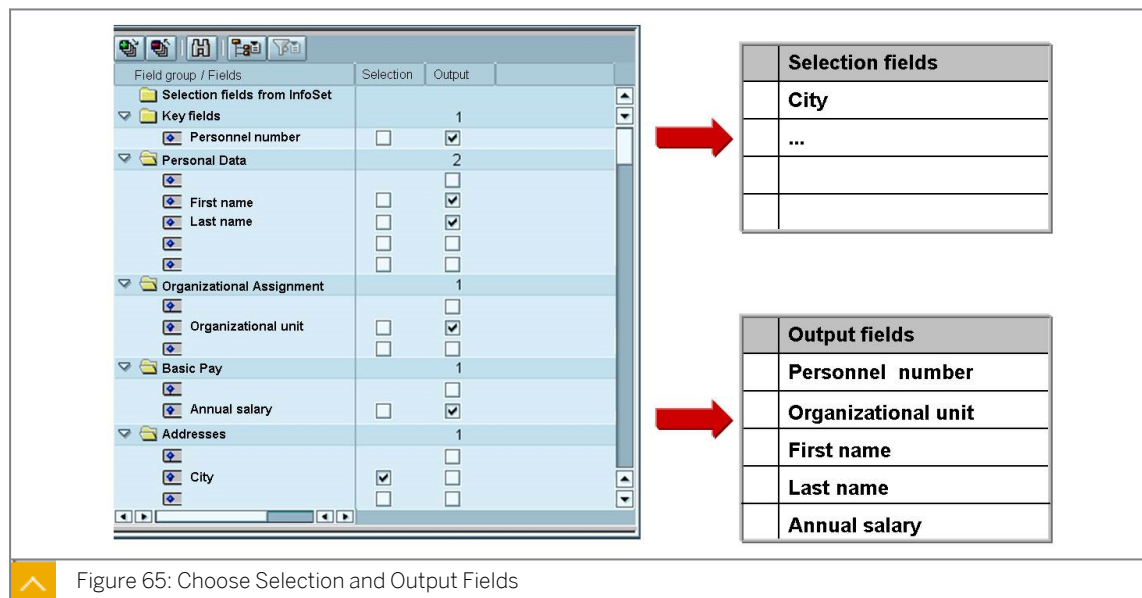 Field group / Fields Selection Output
Selection fields from InfoSet
Key fields 1
Personnel number
Personal Data 2
First name
Last name
Organizational Assignment 1
Organizational unit
Basic Pay 1
Annual salary
Addresses 1
City
Selection fields
City
...
Output fields
Personnel number
Organizational unit
First name
Last name
Annual salary
Figure 65: Choose Selection and Output Fields